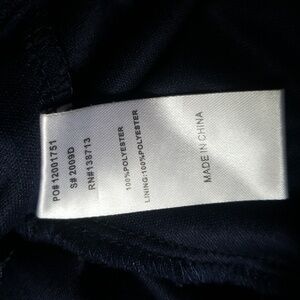 PO#12001751
S# 2009D
RN#138713
100%POLYESTER
LINING:100%POLYESTER
MADE IN CHINA